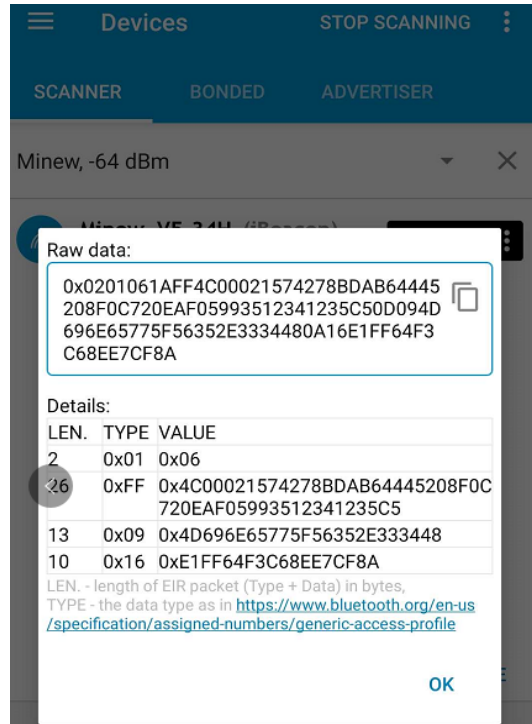 Devices STOP SCANNING
SCANNER BONDED ADVERTISER
Minew, -64 dBm
Raw data:
0x0201061AFF4C00021574278BDAB64445
208F0C720EAF05993512341235C50D094D
696E65775F56352E3334480A16E1FF64F3
C68EE7CF8A
Details:
LEN. TYPE VALUE
2 0x01 0x06
26 0xFF 0x4C00021574278BDAB64445208F0C
720EAF05993512341235C5
13 0x09 0x4D696E65775F56352E333448
10 0x16 0xE1FF64F3C68EE7CF8A
LEN. - length of EIR packet (Type + Data) in bytes,
TYPE - the data type as in https://www.bluetooth.org/en-us
/specification/assigned-numbers/generic-access-profile
OK